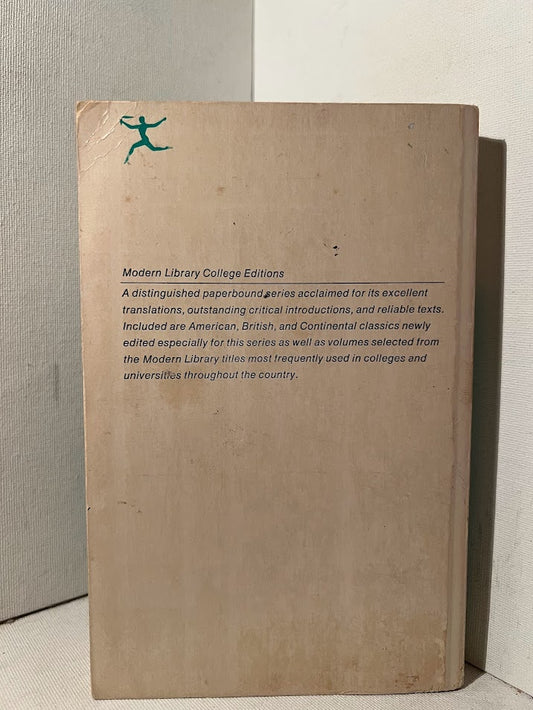 Modern Library College Editions
A distinguished paperbound series acclaimed for its excellent
translations, outstanding critical introductions, and reliable texts.
Included are American, British, and Continental classics newly
edited especially for this series as well as volumes selected from
the Modern Library titles most frequently used in colleges and
universities throughout the country.